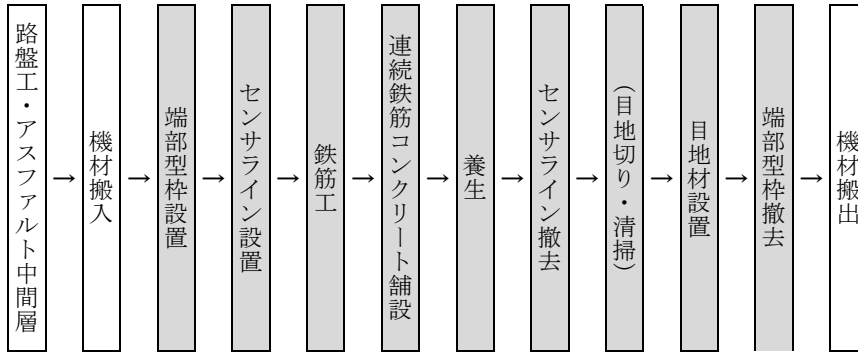 路盤工・アスファルト中間層
→
機材搬入
→
端部型枠設置
→
センサライン設置
→
鉄筋工
→
連続鉄筋コンクリート舗設
→
養生
→
センサライン撤去
→
（目地切り・清掃）
→
目地材設置
→
端部型枠撤去
→
機材搬出